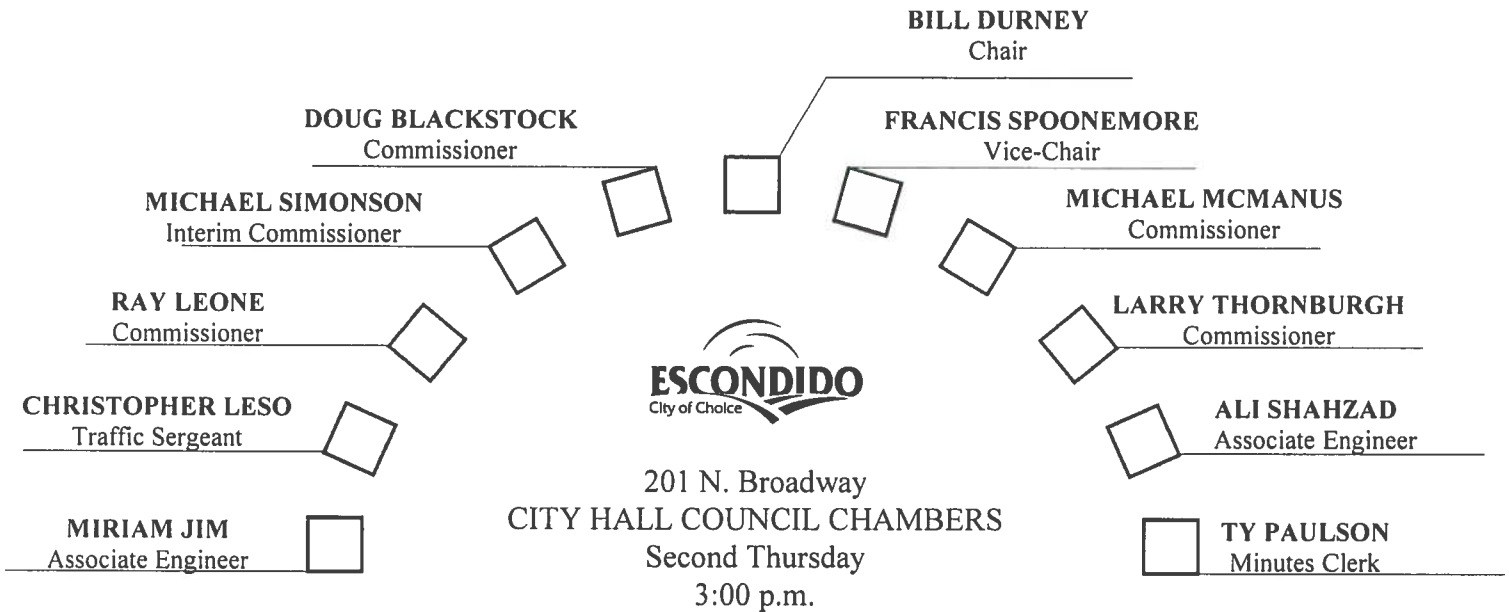 BILL DURNEY
Chair
DOUG BLACKSTOCK
Commissioner
FRANCIS SPOONEMORE
Vice-Chair
MICHAEL SIMONSON
Interim Commissioner
MICHAEL MCMANUS
Commissioner
RAY LEONE
Commissioner
LARRY THORNBURGH
Commissioner
ESCONDIDO
City of Choice
CHRISTOPHER LESO
Traffic Sergeant
ALI SHAHZAD
Associate Engineer
MIRIAM JIM
Associate Engineer
201 N. Broadway
CITY HALL COUNCIL CHAMBERS
Second Thursday
3:00 p.m.
TY PAULSON
Minutes Clerk